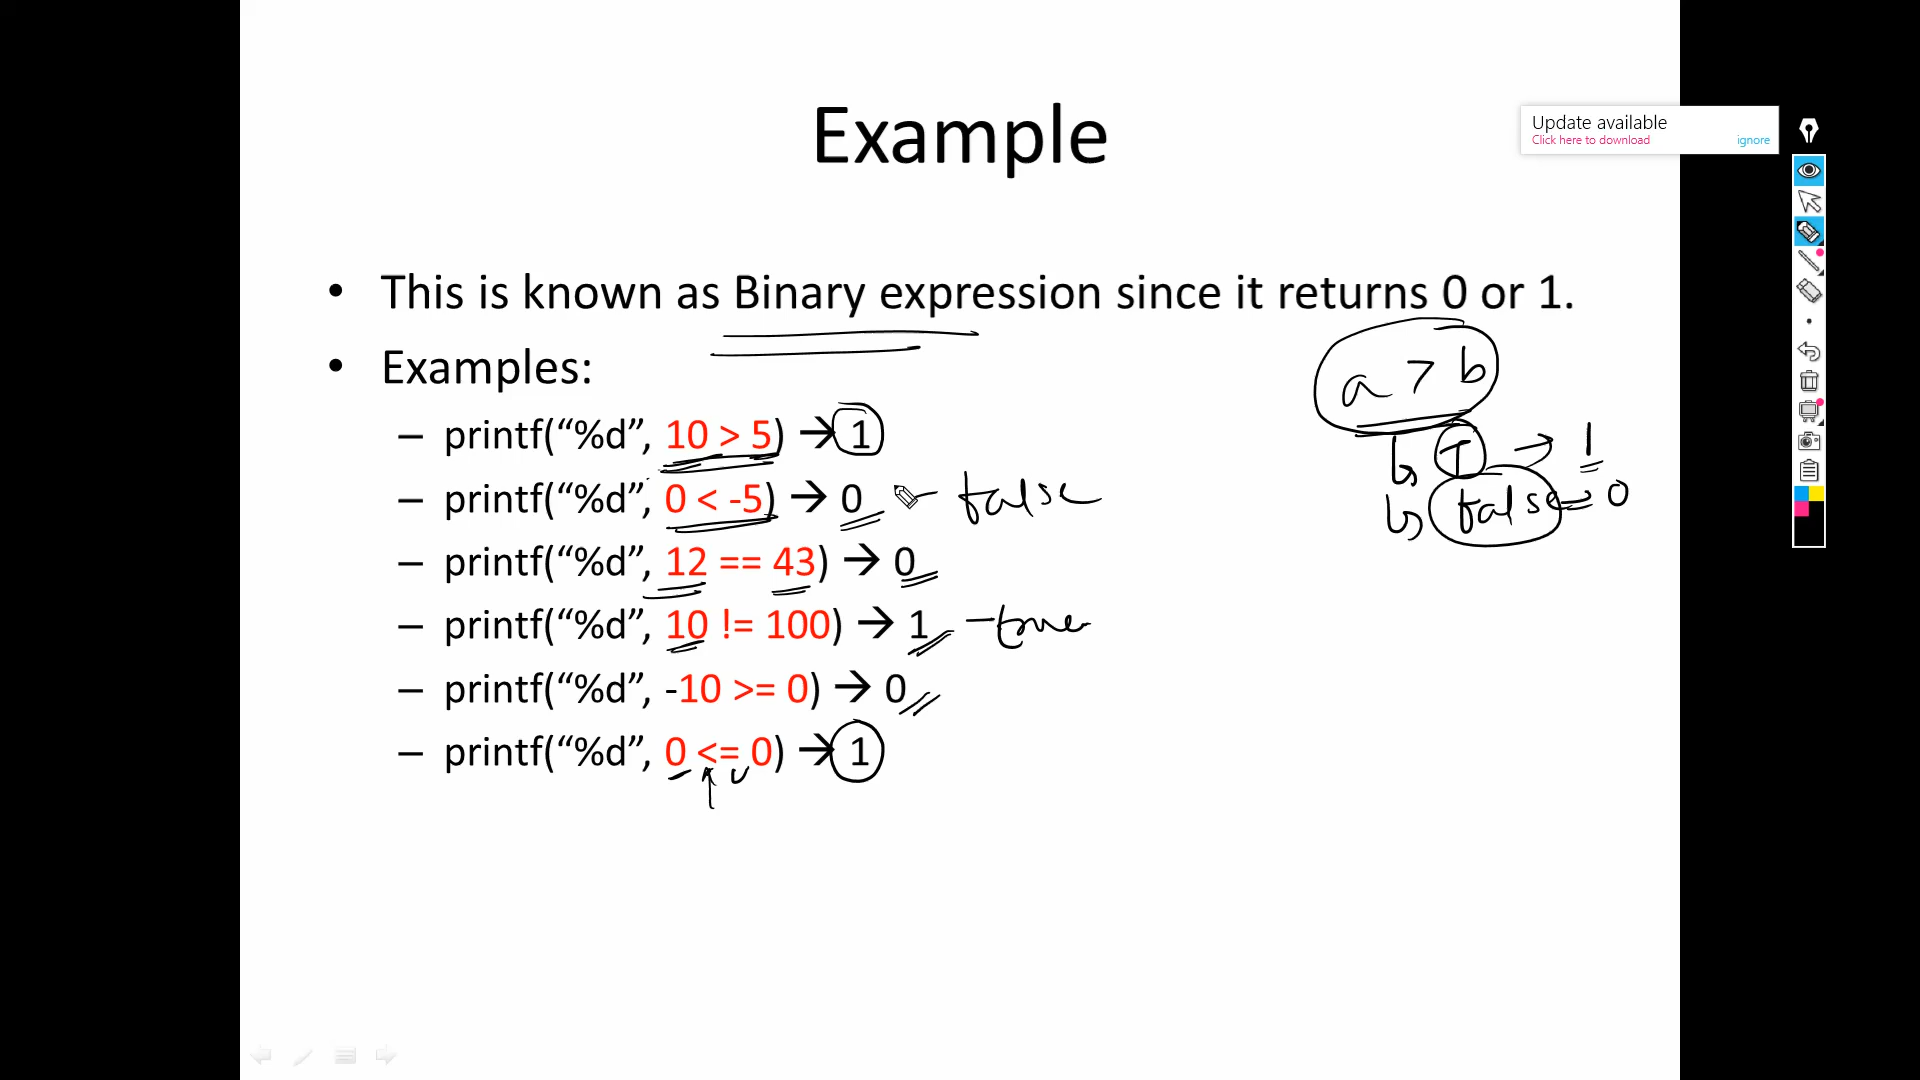 Example
Update available
Click here to download ignore
• This is known as Binary expression since it returns 0 or 1.
• Examples:
a > b
– printf(“%d”, 10 > 5) → 1
T → 1
– printf(“%d”, 0 < -5) → 0 – false
false = 0
– printf(“%d”, 12 == 43) → 0
– printf(“%d”, 10 != 100) → 1 – true
– printf(“%d”, -10 >= 0) → 0
– printf(“%d”, 0 <= 0) → 1